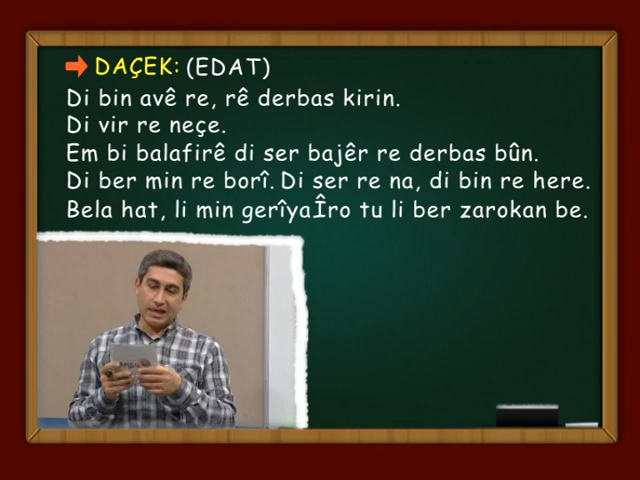 DAÇEK: (EDAT)
Di bin avê re, rê derbas kirin.
Di vir re neçe.
Em bi balafirê di ser bajêr re derbas bûn.
Di ber min re borî. Di ser re na, di bin re here.
Bela hat, li min gerîyaÎro tu li ber zarokan be.